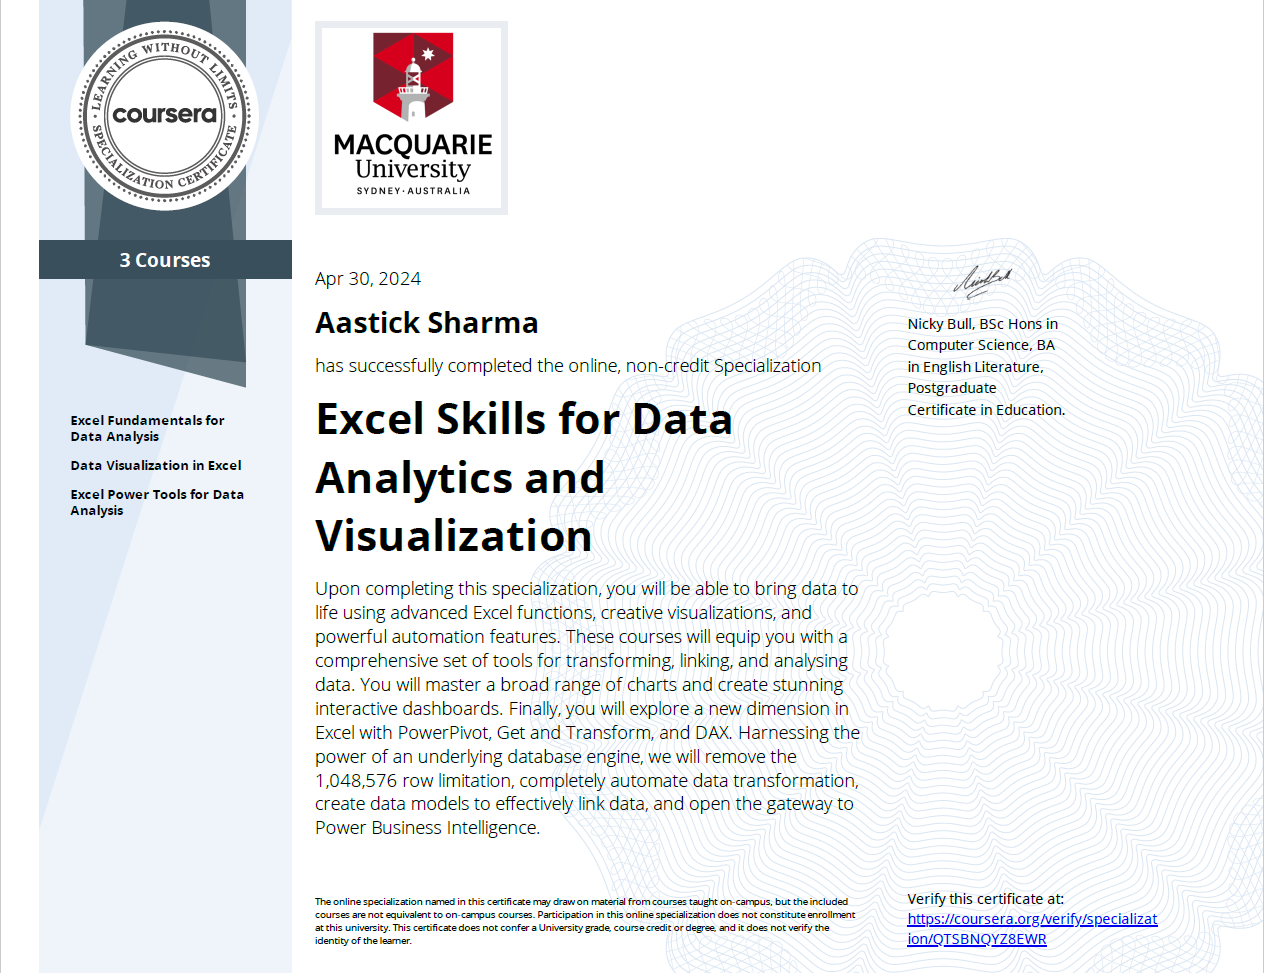 LEARNING WITHOUT LIMITS
coursera
SPECIALIZATION CERTIFICATE
3 Courses
Excel Fundamentals for
Data Analysis
Data Visualization in Excel
Excel Power Tools for Data
Analysis
MACQUARIE
University
SYDNEY·AUSTRALIA
Apr 30, 2024
Aastick Sharma
has successfully completed the online, non-credit Specialization
Excel Skills for Data
Analytics and
Visualization
Upon completing this specialization, you will be able to bring data to
life using advanced Excel functions, creative visualizations, and
powerful automation features. These courses will equip you with a
comprehensive set of tools for transforming, linking, and analysing
data. You will master a broad range of charts and create stunning
interactive dashboards. Finally, you will explore a new dimension in
Excel with PowerPivot, Get and Transform, and DAX. Harnessing the
power of an underlying database engine, we will remove the
1,048,576 row limitation, completely automate data transformation,
create data models to effectively link data, and open the gateway to
Power Business Intelligence.
Nicky Bull, BSc Hons in
Computer Science, BA
in English Literature,
Postgraduate
Certificate in Education.
The online specialization named in this certificate may draw on material from courses taught on-campus, but the included
courses are not equivalent to on-campus courses. Participation in this online specialization does not constitute enrollment
at this university. This certificate does not confer a University grade, course credit or degree, and it does not verify the
identity of the learner.
Verify this certificate at:
https://coursera.org/verify/specializat
ion/QTSBNQYZ8EWR